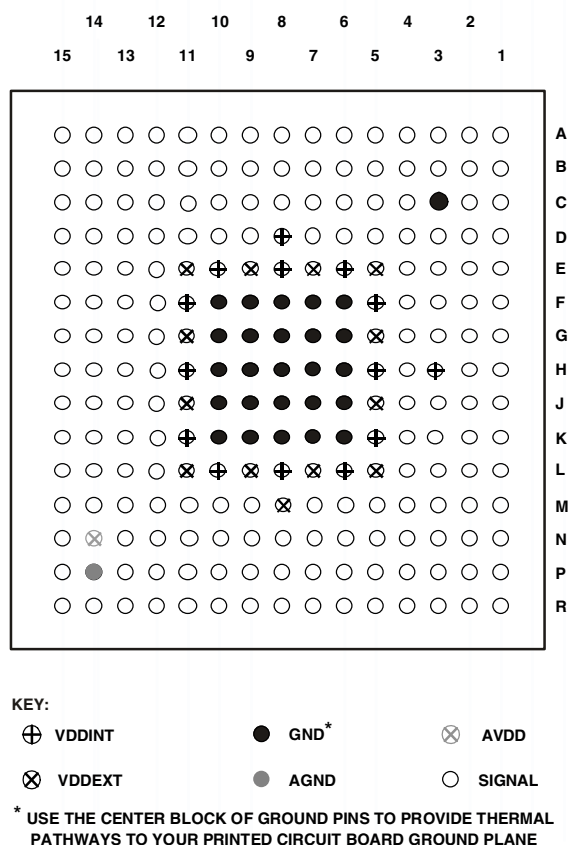 14 12 10 8 6 4 2
15 13 11 9 7 5 3 1
A
B
C
D
E
F
G
H
J
K
L
M
N
P
R
KEY:
VDDINT GND* AVDD
VDDEXT AGND SIGNAL
* USE THE CENTER BLOCK OF GROUND PINS TO PROVIDE THERMAL
PATHWAYS TO YOUR PRINTED CIRCUIT BOARD GROUND PLANE